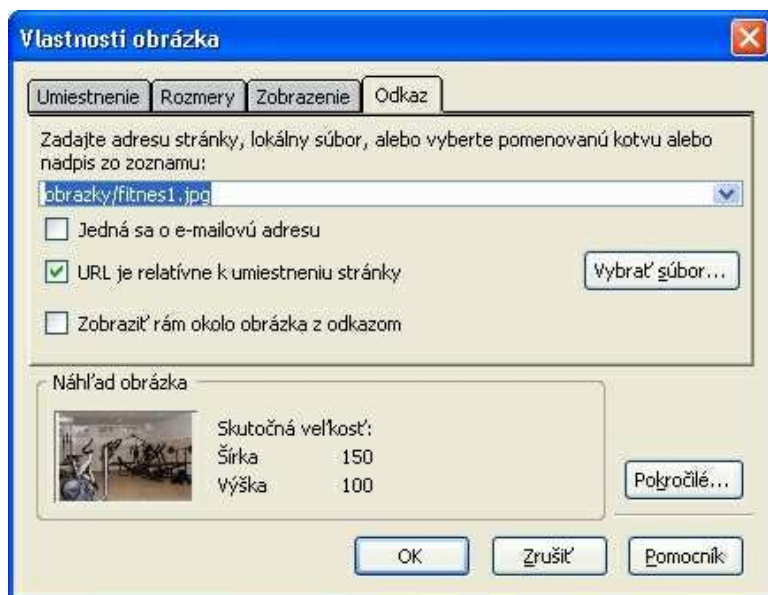 Vlastnosti obrázka
Umiestnenie Rozmery Zobrazenie Odkaz
Zadajte adresu stránky, lokálny súbor, alebo vyberte pomenovanú kotvu alebo
nadpis zo zoznamu:
obrazky/fitnes1.jpg
Jedná sa o e-mailovú adresu
URL je relatívne k umiestneniu stránky
Vybrať súbor...
Zobraziť rám okolo obrázka z odkazom
Náhľad obrázka
Skutočná veľkosť:
Šírka 150
Výška 100
Pokročilé...
OK Zrušiť Pomocník